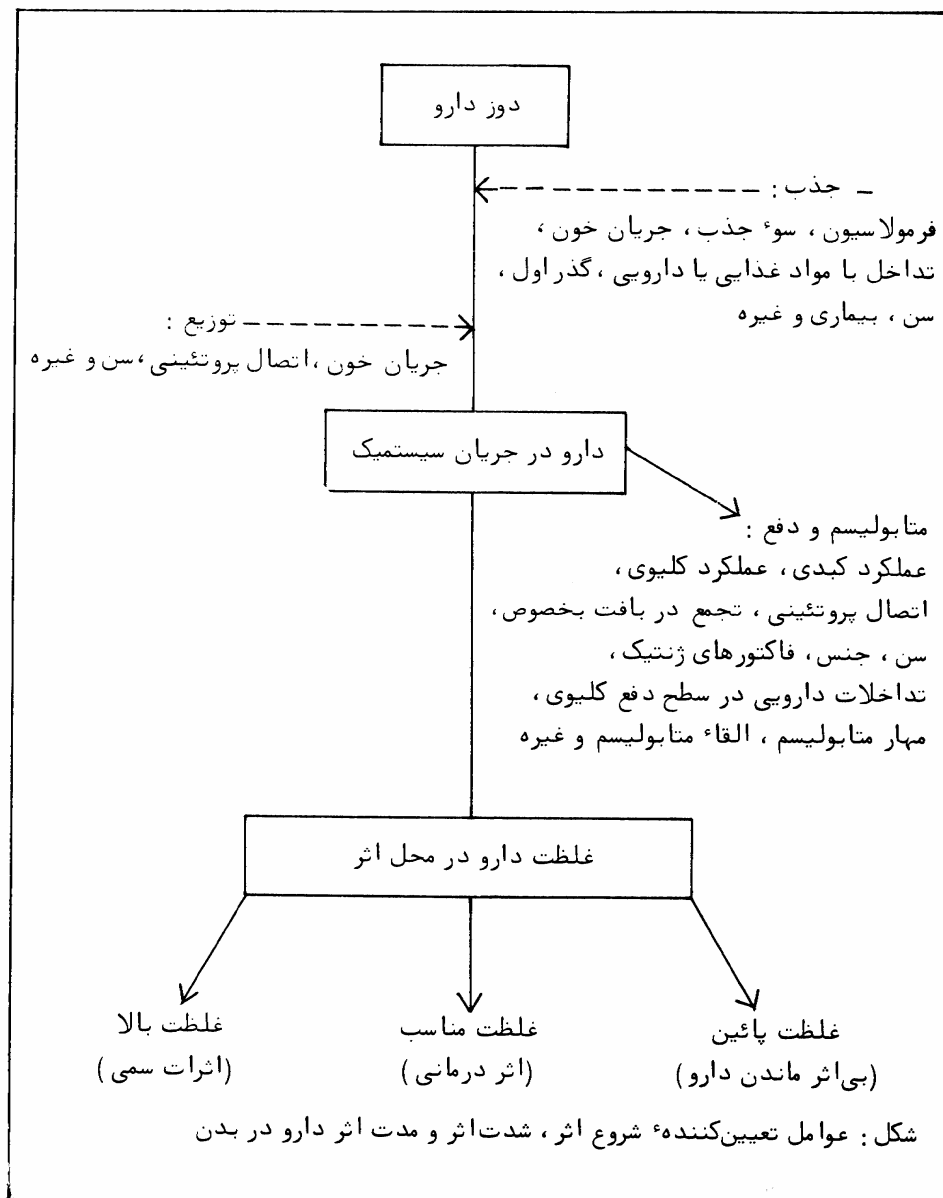 دوز دارو
- جذب :
فرمولاسیون ، سوء جذب ، جریان خون ،
تداخل با مواد غذایی یا دارویی ، گذر اول ،
سن ، بیماری و غیره
توزیع :
جریان خون ، اتصال پروتئینی ، سن و غیره
دارو در جریان سیستمیک
متابولیسم و دفع :
عملکرد کبدی ، عملکرد کلیوی ،
اتصال پروتئینی ، تجمع در بافت بخصوص ،
سن ، جنس ، فاکتورهای ژنتیک ،
تداخلات دارویی در سطح دفع کلیوی ،
مهار متابولیسم ، القاء متابولیسم و غیره
غلظت دارو در محل اثر
غلظت پائین
(بی‌اثر ماندن دارو)
غلظت مناسب
(اثر درمانی)
غلظت بالا
(اثرات سمی)
شکل : عوامل تعیین‌کنندهٔ شروع اثر ، شدت‌اثر و مدت اثر دارو در بدن